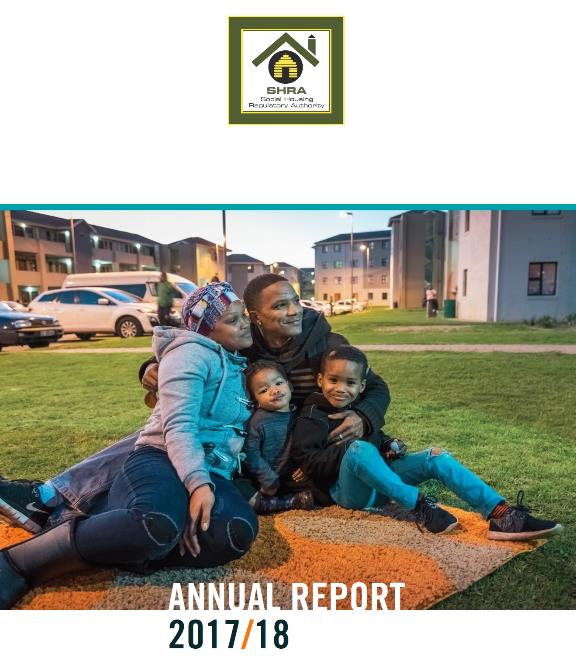 SHRA
Social Housing
Regulatory Authority
ANNUAL REPORT
2017/18